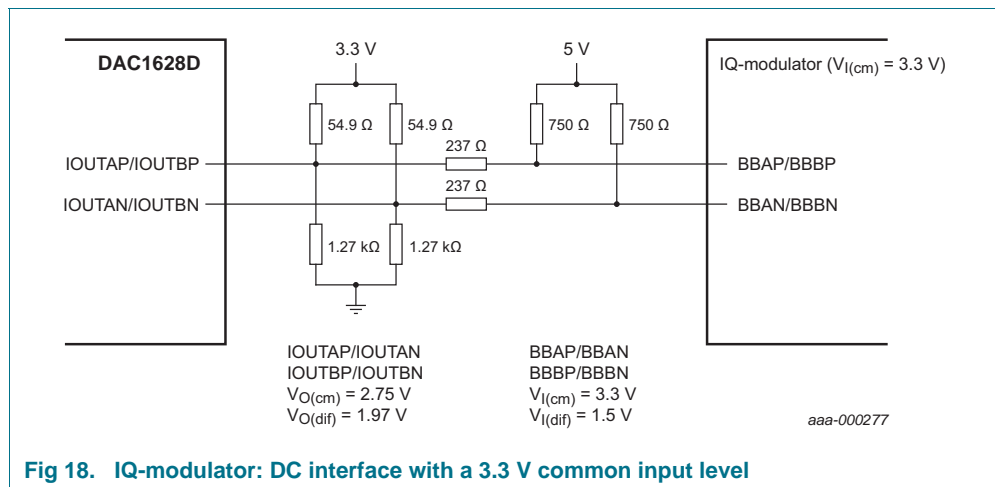 3.3 V
5 V
DAC1628D
IQ-modulator (VI(cm) = 3.3 V)
54.9 Ω
54.9 Ω
750 Ω
750 Ω
237 Ω
IOUTAP/IOUTBP
BBAP/BBBP
237 Ω
IOUTAN/IOUTBN
BBAN/BBBN
1.27 kΩ
1.27 kΩ
IOUTAP/IOUTAN
IOUTBP/IOUTBN
VO(cm) = 2.75 V
VO(dif) = 1.97 V
BBAP/BBAN
BBBP/BBBN
VI(cm) = 3.3 V
VI(dif) = 1.5 V
aaa-000277
Fig 18. IQ-modulator: DC interface with a 3.3 V common input level